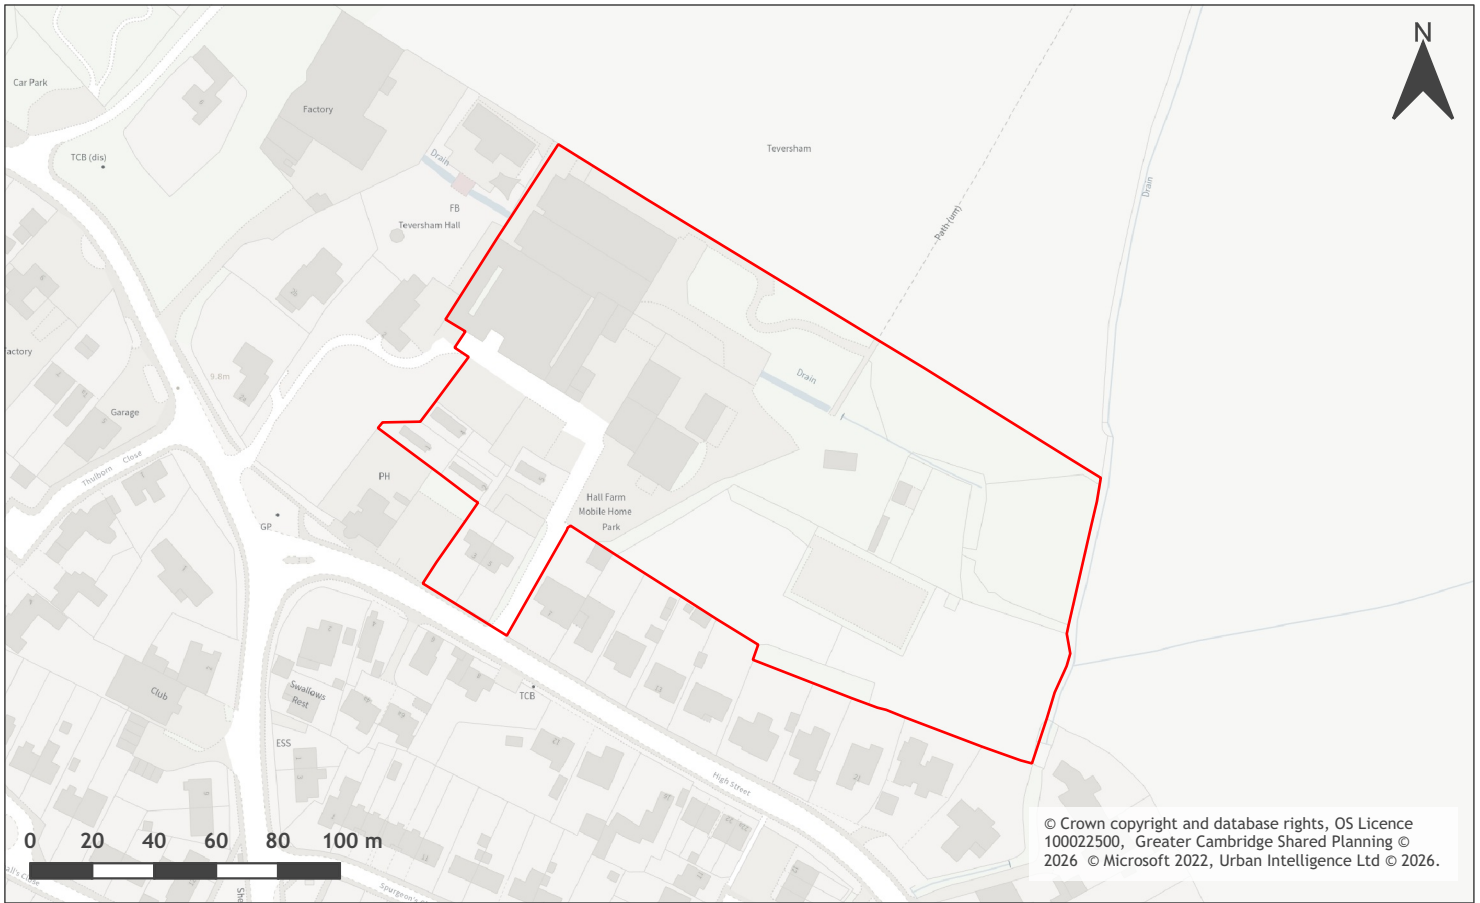 N
Car Park
Factory
TCB (dis)
Drain
FB
Teversham Hall
Teversham
Path (um)
Drain
Factory
9.8m
Garage
Thulborn Close
PH
GP
Drain
Hall Farm
Mobile Home
Park
TCB
Swallows
Rest
Club
ESS
High Street
0 20 40 60 80 100 m
© Crown copyright and database rights, OS Licence
100022500, Greater Cambridge Shared Planning ©
2026 © Microsoft 2022, Urban Intelligence Ltd © 2026.